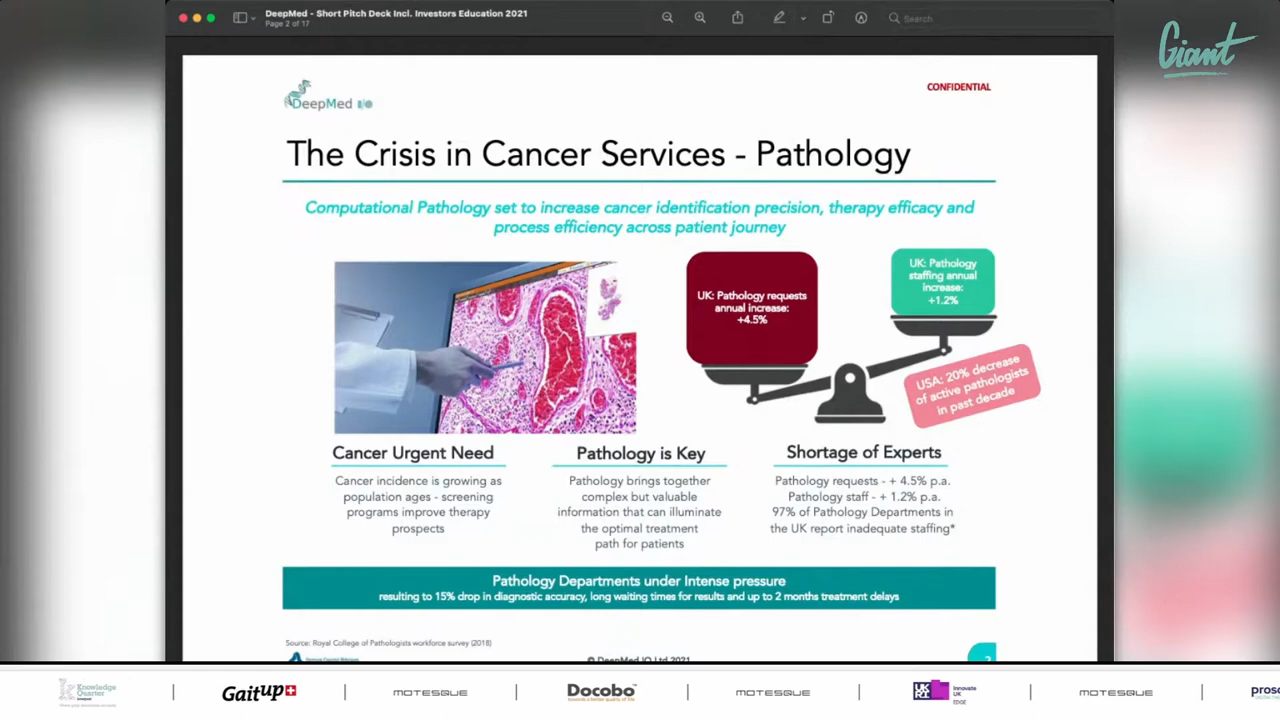 DeepMed - Short Pitch Deck Incl. Investors Education 2021
Page 2 of 17
Search
Giant
DeepMed I/O
CONFIDENTIAL
The Crisis in Cancer Services - Pathology
Computational Pathology set to increase cancer identification precision, therapy efficacy and
process efficiency across patient journey
UK: Pathology requests
annual increase:
+4.5%
UK: Pathology
staffing annual
increase:
+1.2%
USA: 20% decrease
of active pathologists
in past decade
Cancer Urgent Need
Cancer incidence is growing as
population ages - screening
programs improve therapy
prospects
Pathology is Key
Pathology brings together
complex but valuable
information that can illuminate
the optimal treatment
path for patients
Shortage of Experts
Pathology requests - + 4.5% p.a.
Pathology staff - + 1.2% p.a.
97% of Pathology Departments in
the UK report inadequate staffing*
Pathology Departments under Intense pressure
resulting to 15% drop in diagnostic accuracy, long waiting times for results and up to 2 months treatment delays
Source: Royal College of Pathologists workforce survey (2018)
© DeepMed IO Ltd 2021
2
Knowledge
Quarter
GaitUp
MOTESQUE
Docobo
MOTESQUE
UKRI
Innovate
UK
EDGE
MOTESQUE